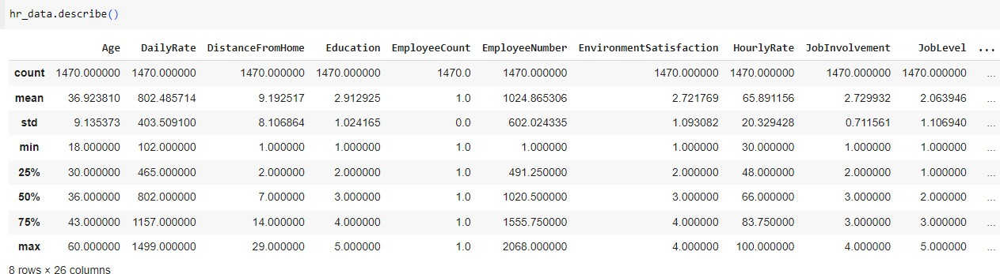 hr_data.describe()
Age DailyRate DistanceFromHome Education EmployeeCount EmployeeNumber EnvironmentSatisfaction HourlyRate JobInvolvement JobLevel ...
count 1470.000000 1470.000000 1470.000000 1470.000000 1470.0 1470.000000 1470.000000 1470.000000 1470.000000 1470.000000 ...
mean 36.923810 802.485714 9.192517 2.912925 1.0 1024.865306 2.721769 65.891156 2.729932 2.063946 ...
std 9.135373 403.509100 8.106864 1.024165 0.0 602.024335 1.093082 20.329428 0.711561 1.106940 ...
min 18.000000 102.000000 1.000000 1.000000 1.0 1.000000 1.000000 30.000000 1.000000 1.000000 ...
25% 30.000000 465.000000 2.000000 2.000000 1.0 491.250000 2.000000 48.000000 2.000000 1.000000 ...
50% 36.000000 802.000000 7.000000 3.000000 1.0 1020.500000 3.000000 66.000000 3.000000 2.000000 ...
75% 43.000000 1157.000000 14.000000 4.000000 1.0 1555.750000 4.000000 83.750000 3.000000 3.000000 ...
max 60.000000 1499.000000 29.000000 5.000000 1.0 2068.000000 4.000000 100.000000 4.000000 5.000000 ...
8 rows × 26 columns